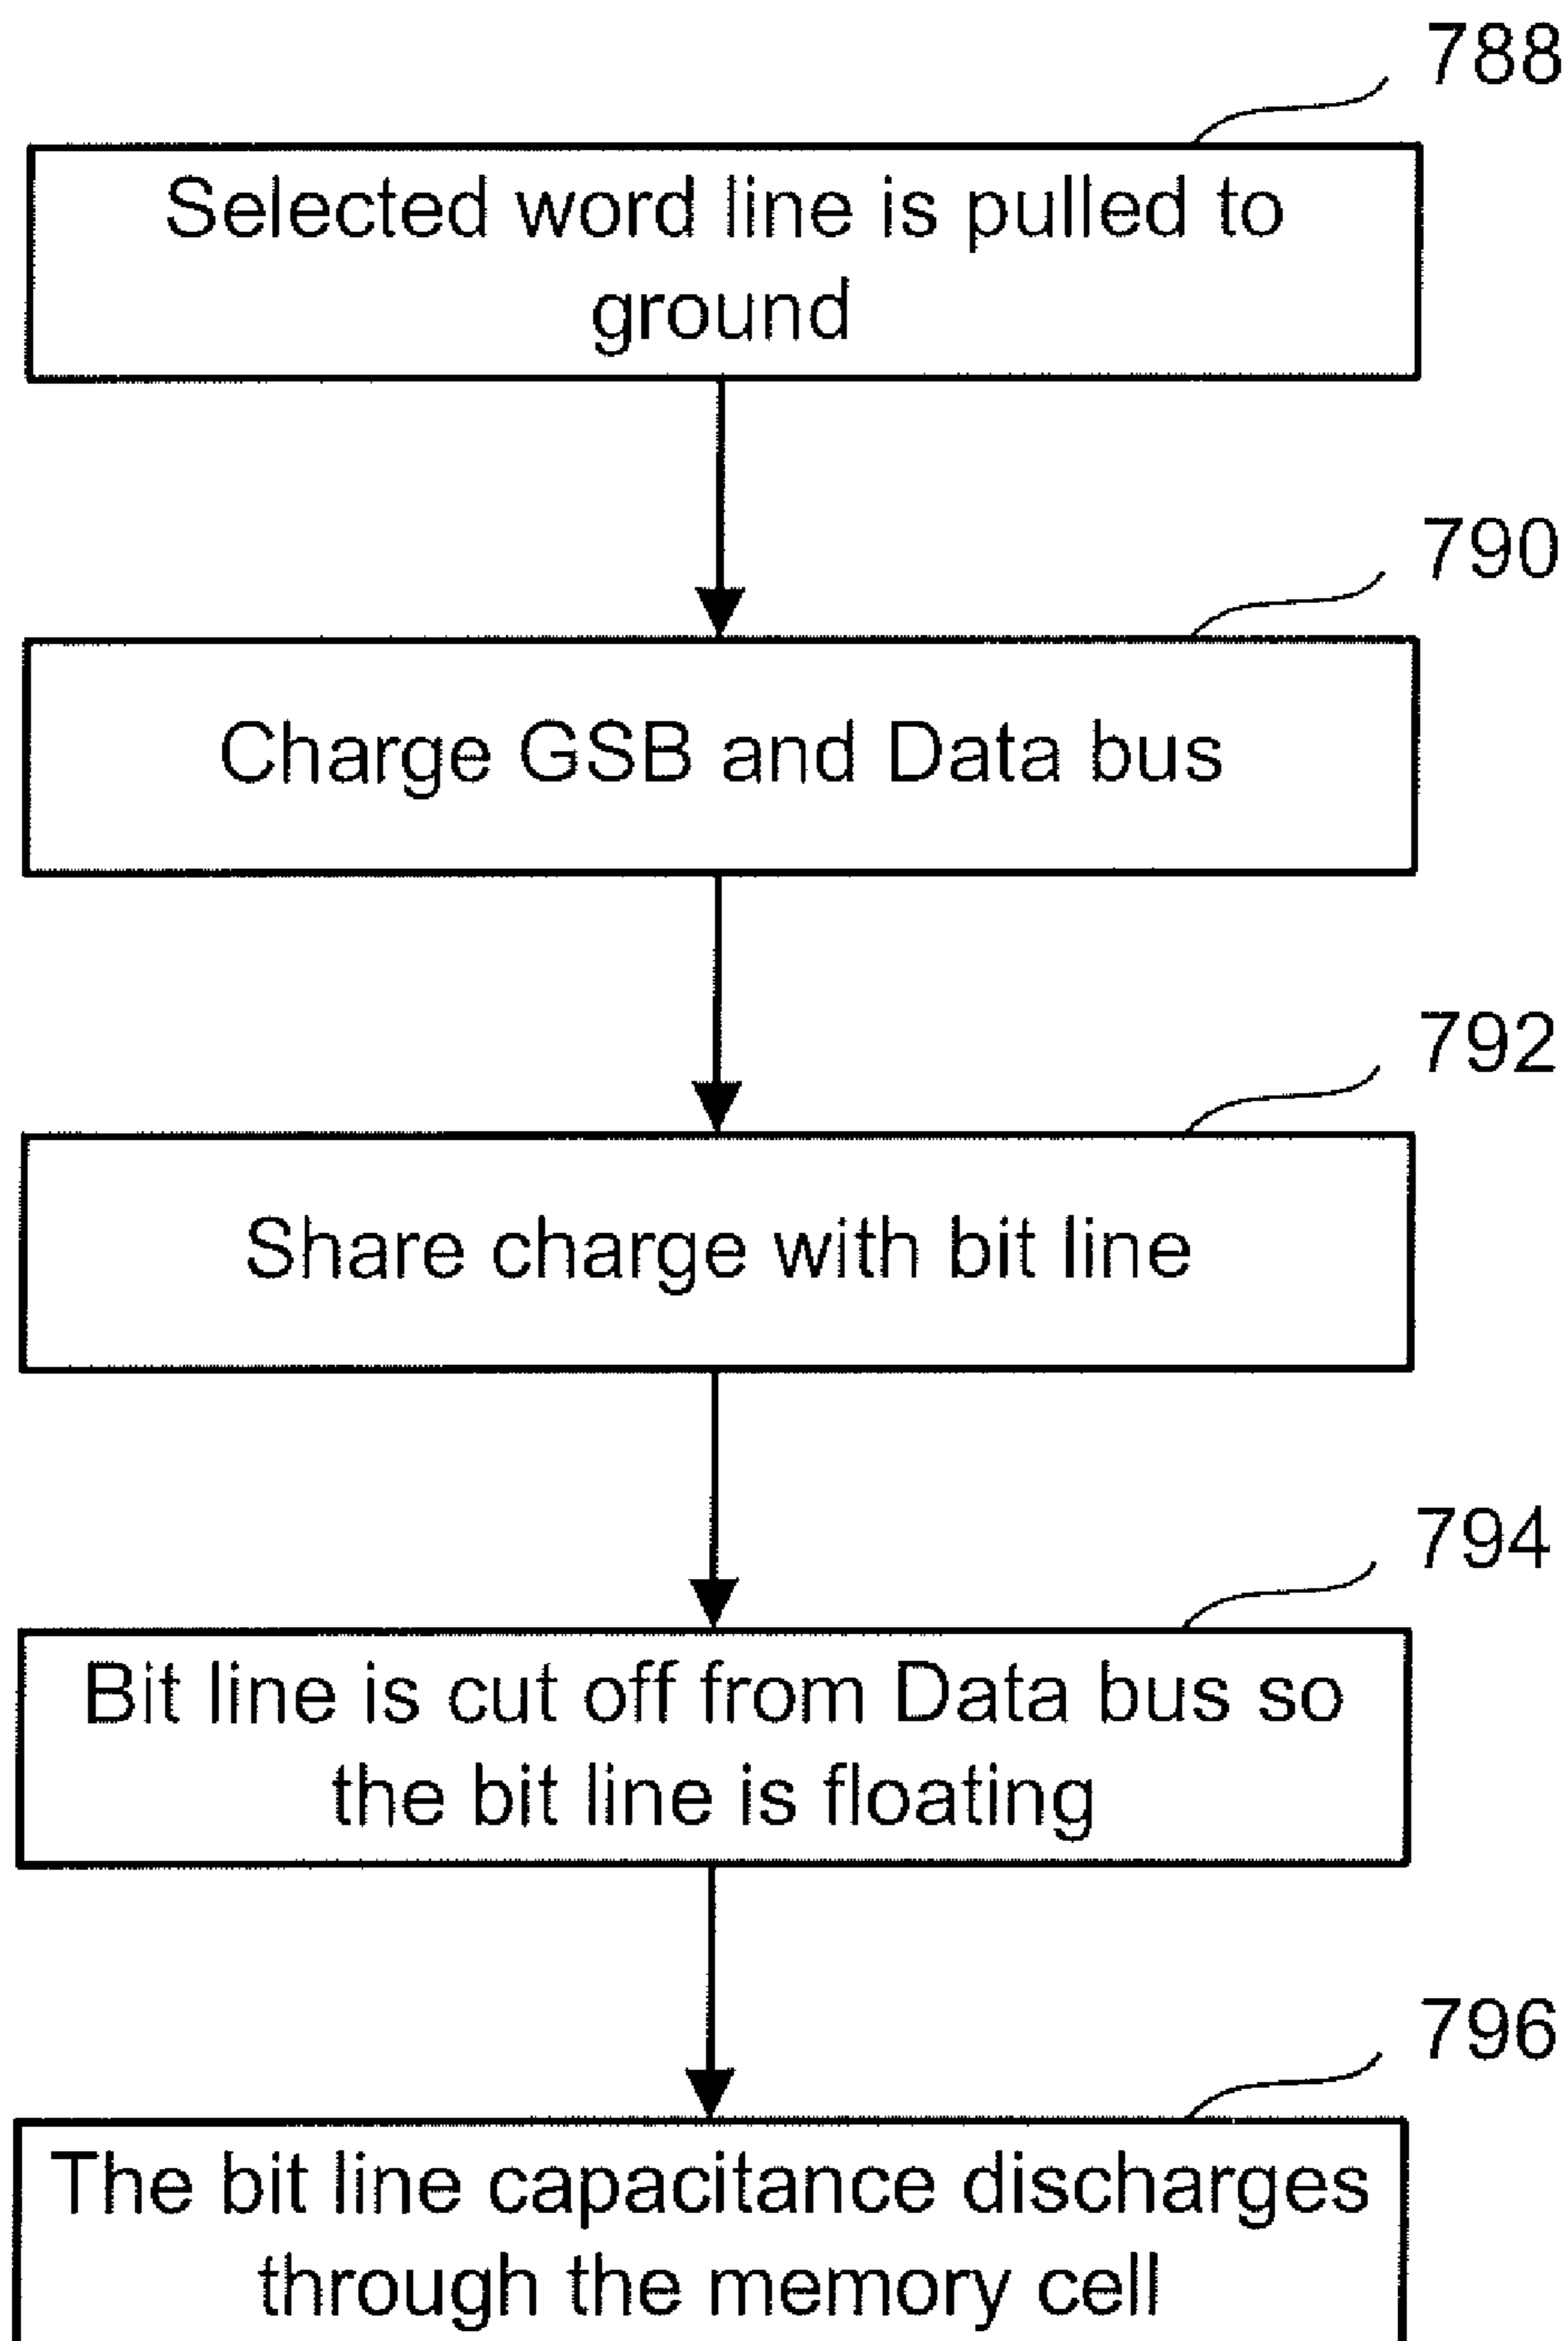 788
Selected word line is pulled to
ground
790
Charge GSB and Data bus
792
Share charge with bit line
794
Bit line is cut off from Data bus so
the bit line is floating
796
The bit line capacitance discharges
through the memory cell